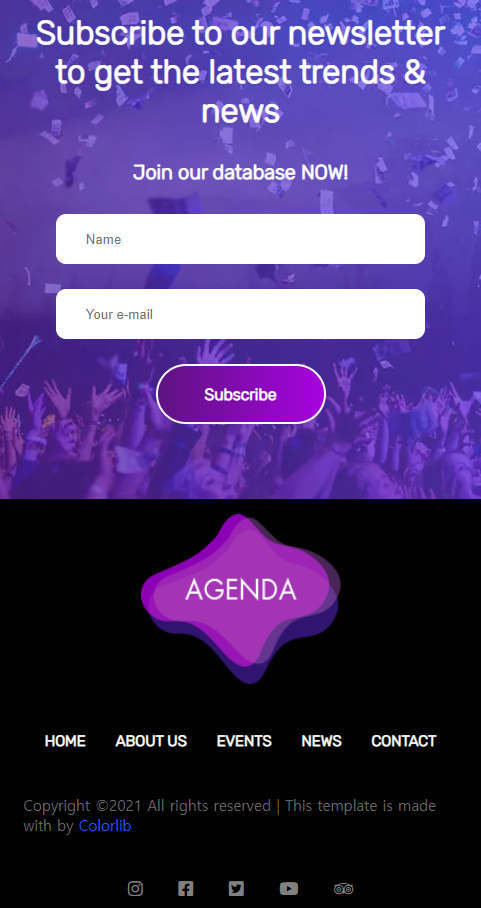 Subscribe to our newsletter
to get the latest trends &
news
Join our database NOW!
Name
Your e-mail
Subscribe
AGENDA
HOME ABOUT US EVENTS NEWS CONTACT
Copyright ©2021 All rights reserved | This template is made
with by Colorlib